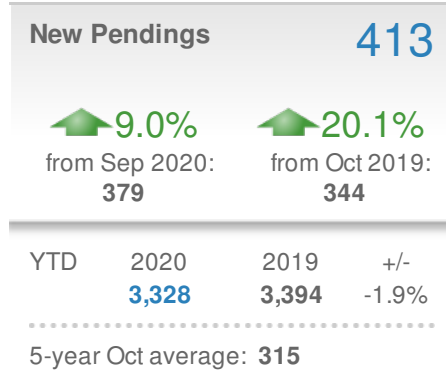 New Pendings 413
9.0% 20.1%
from Sep 2020: from Oct 2019:
379 344
YTD 2020 2019 +/-
3,328 3,394 -1.9%
5-year Oct average: 315